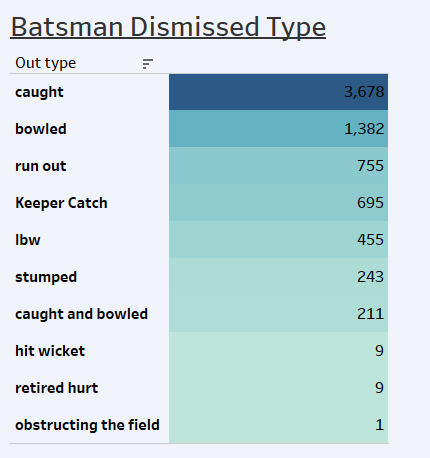 Batsman Dismissed Type
Out type
caught 3,678
bowled 1,382
run out 755
Keeper Catch 695
lbw 455
stumped 243
caught and bowled 211
hit wicket 9
retired hurt 9
obstructing the field 1